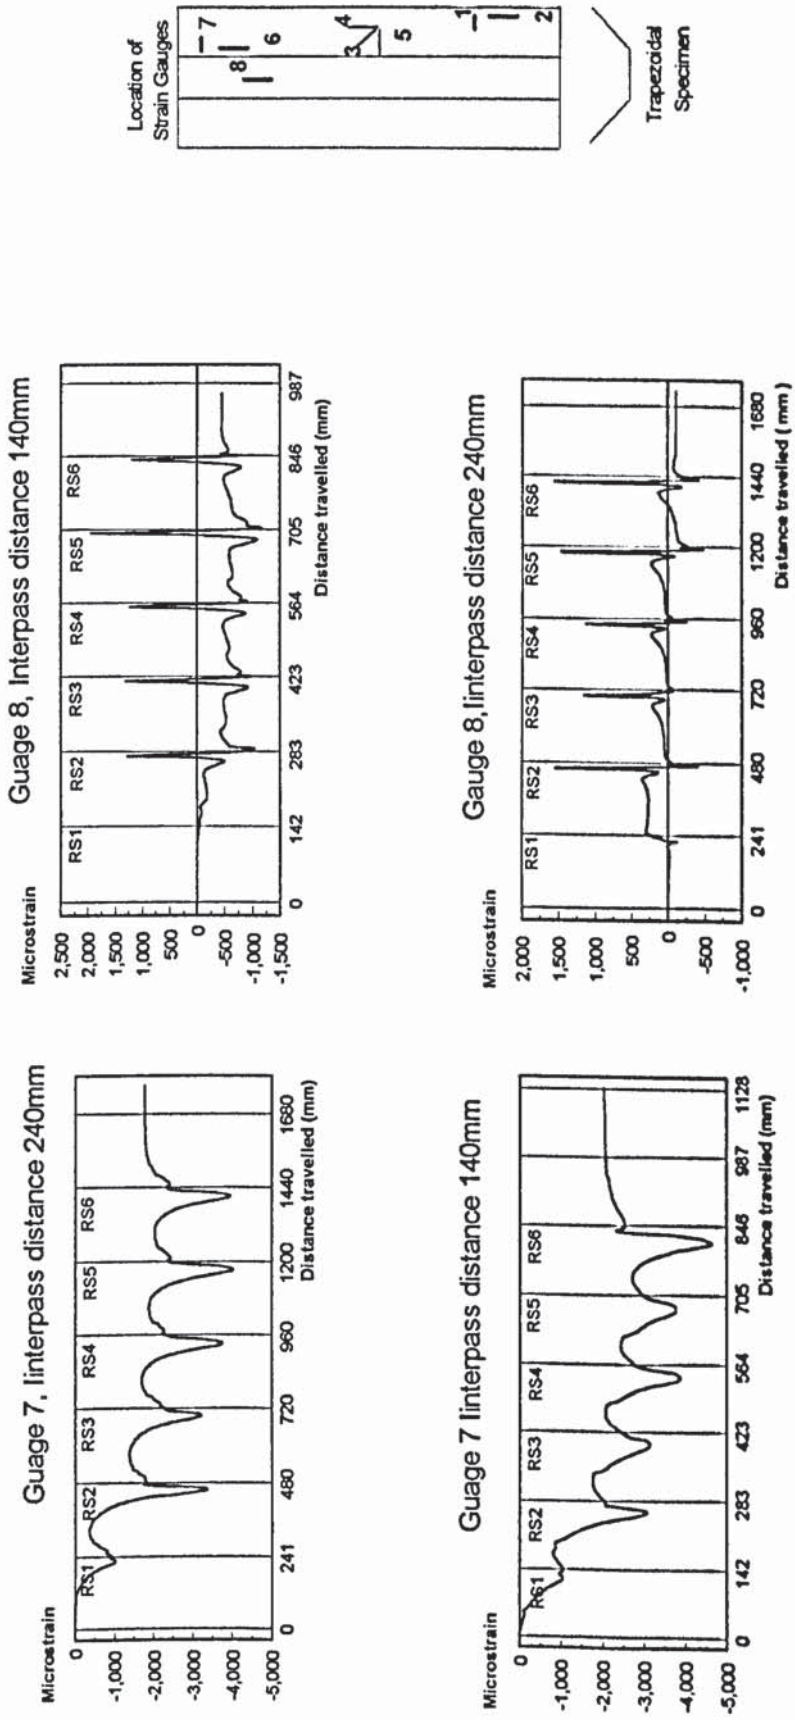 Guage 7, Iinterpass distance 240mm
Microstrain
0
-1,000
-2,000
-3,000
-4,000
-5,000
RS1
RS2
RS3
RS4
RS5
RS6
0 241 480 720 960 1200 1440 1680
Distance travelled (mm)
Guage 8, Interpass distance 140mm
Microstrain
2,500
2,000
1,500
1,000
500
0
-500
-1,000
-1,500
RS1
RS2
RS3
RS4
RS5
RS6
0 142 283 423 564 705 846 987
Distance travelled (mm)
Location of
Strain Gauges
7
8
6
4
3
5
1
2
Trapezoidal
Specimen
Guage 7 Iinterpass distance 140mm
Microstrain
0
-1,000
-2,000
-3,000
-4,000
-5,000
RS1
RS2
RS3
RS4
RS5
RS6
0 142 283 423 564 705 846 987 1128
Distance travelled (mm)
Gauge 8,Iinterpass distance 240mm
Microstrain
2,000
1,500
1,000
500
0
-500
-1,000
RS1
RS2
RS3
RS4
RS5
RS6
0 241 480 720 960 1200 1440 1680
Distance travelled ( mm )